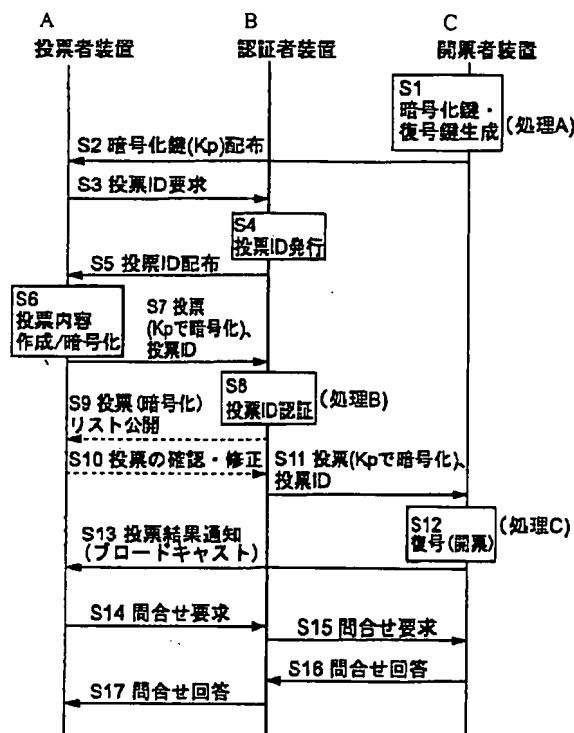 A
B
C
投票者装置
認証者装置
開票者装置
S1
暗号化鍵・
復号鍵生成
(処理A)
S2 暗号化鍵(Kp)配布
S3 投票ID要求
S4
投票ID発行
S5 投票ID配布
S6
投票内容
作成/暗号化
S7 投票
(Kpで暗号化)、
投票ID
S8
投票ID認証
(処理B)
S9 投票(暗号化)
リスト公開
S10 投票の確認・修正
S11 投票(Kpで暗号化)、
投票ID
S12
復号(開票)
(処理C)
S13 投票結果通知
(ブロードキャスト)
S14 問合せ要求
S15 問合せ要求
S16 問合せ回答
S17 問合せ回答